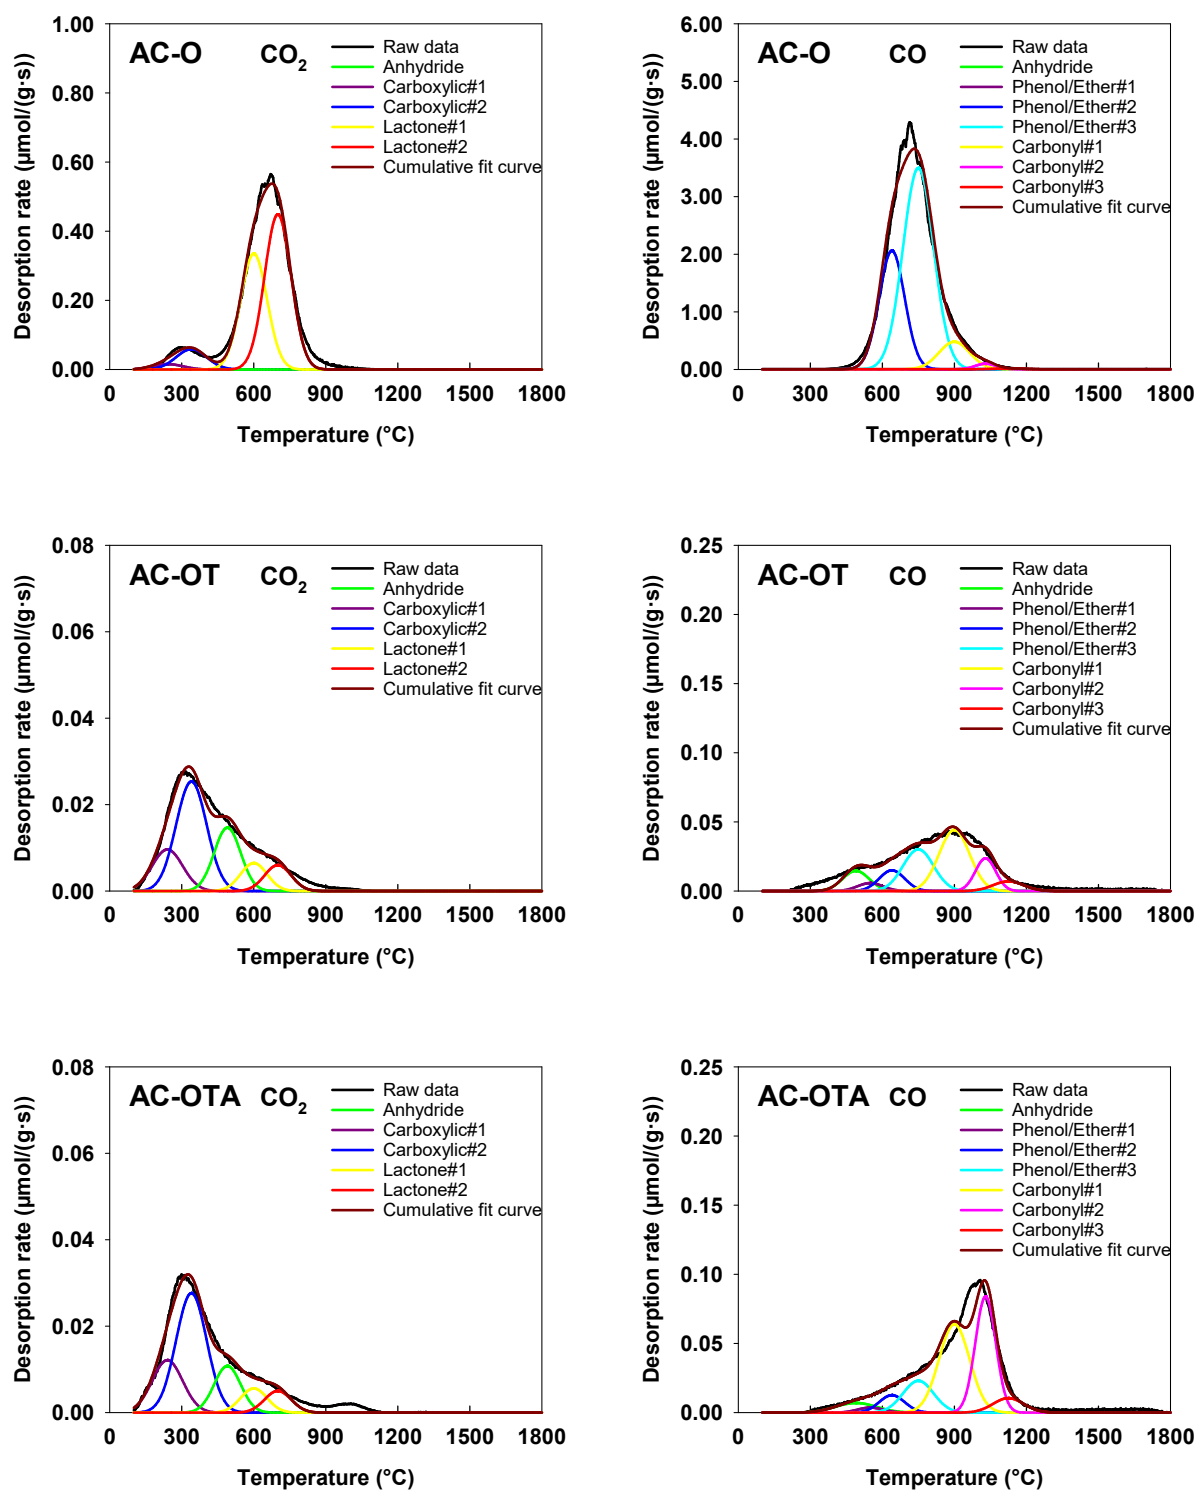 AC-O CO2
Desorption rate (μmol/(g·s))
1.00
0.80
0.60
0.40
0.20
0.00
Raw data
Anhydride
Carboxylic#1
Carboxylic#2
Lactone#1
Lactone#2
Cumulative fit curve
0 300 600 900 1200 1500 1800
Temperature (°C)
AC-O CO
Desorption rate (μmol/(g·s))
6.00
5.00
4.00
3.00
2.00
1.00
0.00
Raw data
Anhydride
Phenol/Ether#1
Phenol/Ether#2
Phenol/Ether#3
Carbonyl#1
Carbonyl#2
Carbonyl#3
Cumulative fit curve
0 300 600 900 1200 1500 1800
Temperature (°C)
AC-OT CO2
Desorption rate (μmol/(g·s))
0.08
0.06
0.04
0.02
0.00
Raw data
Anhydride
Carboxylic#1
Carboxylic#2
Lactone#1
Lactone#2
Cumulative fit curve
0 300 600 900 1200 1500 1800
Temperature (°C)
AC-OT CO
Desorption rate (μmol/(g·s))
0.25
0.20
0.15
0.10
0.05
0.00
Raw data
Anhydride
Phenol/Ether#1
Phenol/Ether#2
Phenol/Ether#3
Carbonyl#1
Carbonyl#2
Carbonyl#3
Cumulative fit curve
0 300 600 900 1200 1500 1800
Temperature (°C)
AC-OTA CO2
Desorption rate (μmol/(g·s))
0.08
0.06
0.04
0.02
0.00
Raw data
Anhydride
Carboxylic#1
Carboxylic#2
Lactone#1
Lactone#2
Cumulative fit curve
0 300 600 900 1200 1500 1800
Temperature (°C)
AC-OTA CO
Desorption rate (μmol/(g·s))
0.25
0.20
0.15
0.10
0.05
0.00
Raw data
Anhydride
Phenol/Ether#1
Phenol/Ether#2
Phenol/Ether#3
Carbonyl#1
Carbonyl#2
Carbonyl#3
Cumulative fit curve
0 300 600 900 1200 1500 1800
Temperature (°C)